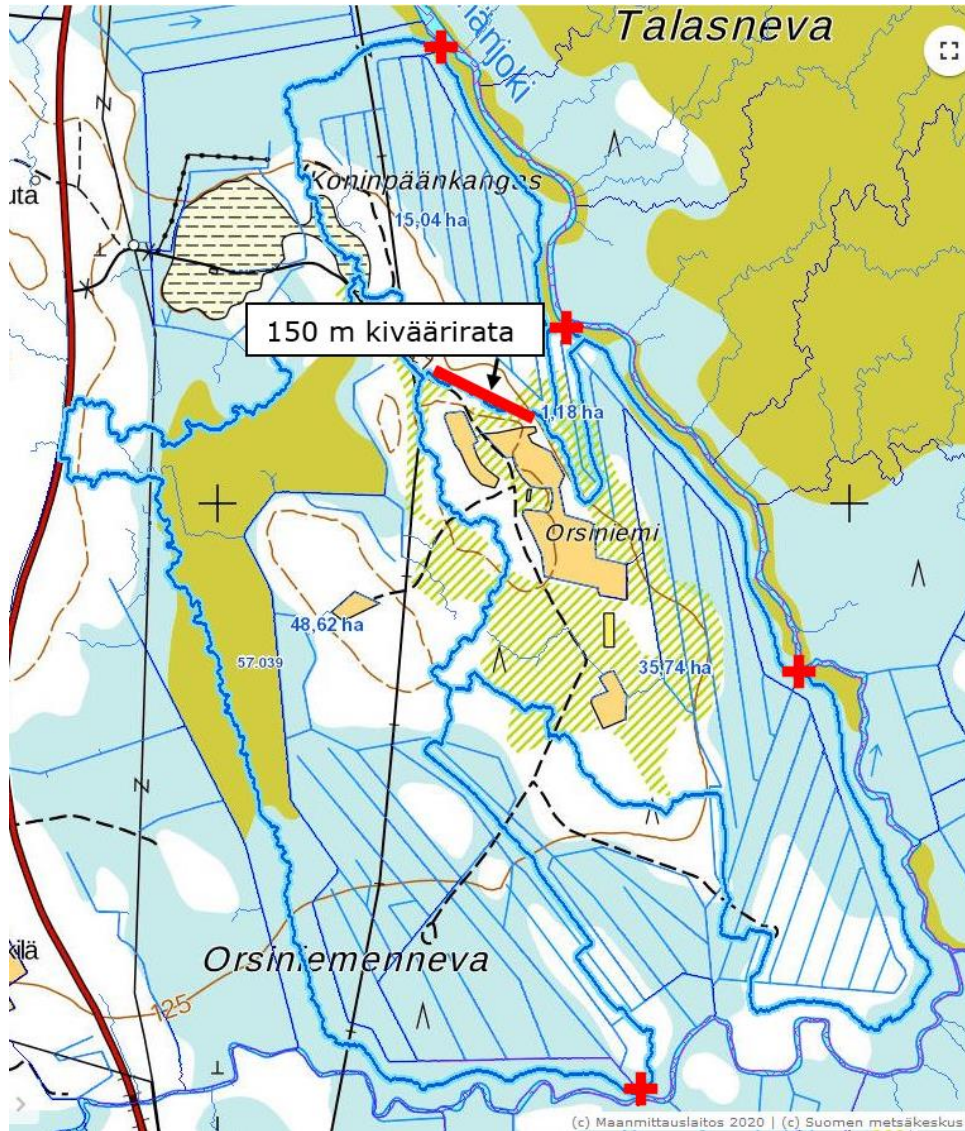 Talasneva
Koninpäänkangas
15,04 ha
150 m kiväärirata
1,18 ha
Orsiniemi
48,62 ha
57.039
35,74 ha
Orsiniemenneva
125
(c) Maanmittauslaitos 2020 | (c) Suomen metsäkeskus